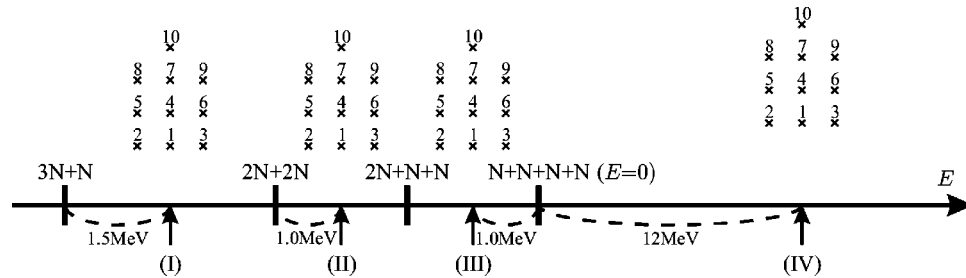 10 10 10 10
8 7 9 8 7 9 8 7 9 8 7 9
5 4 6 5 4 6 5 4 6 5 4 6
2 1 3 2 1 3 2 1 3 2 1 3
3N+N 2N+2N 2N+N+N N+N+N+N (E=0) E
1.5MeV 1.0MeV 1.0MeV 12MeV
(I) (II) (III) (IV)